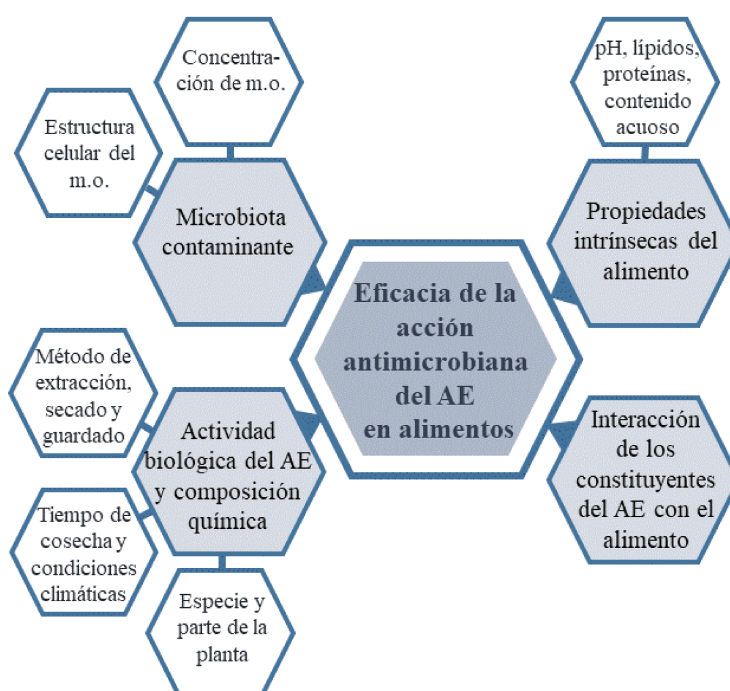 Concentra-
ción de m.o.
Estructura
celular del
m.o.
Microbiota
contaminante
pH, lípidos,
proteínas,
contenido
acuoso
Propiedades
intrínsecas del
alimento
Eficacia de la
acción
antimicrobiana
del AE
en alimentos
Método de
extracción,
secado y
guardado
Actividad
biológica del AE
y composición
química
Tiempo de
cosecha y
condiciones
climáticas
Especie y
parte de la
planta
Interacción
de los
constituyentes
del AE con el
alimento